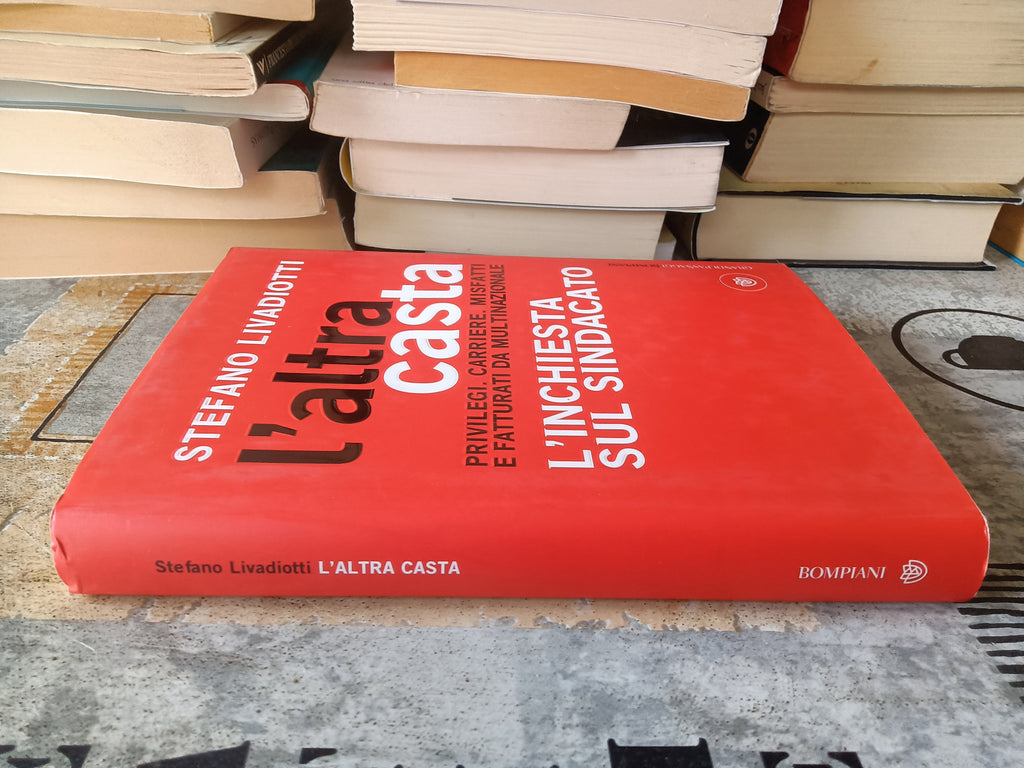 STEFANO LIVADIOTTI
l'altra
casta
PRIVILEGI. CARRIERE. MISFATTI
E FATTURATI DA MULTINAZIONALE
L'INCHIESTA
SUL SINDACATO
Stefano Livadiotti L'ALTRA CASTA
BOMPIANI